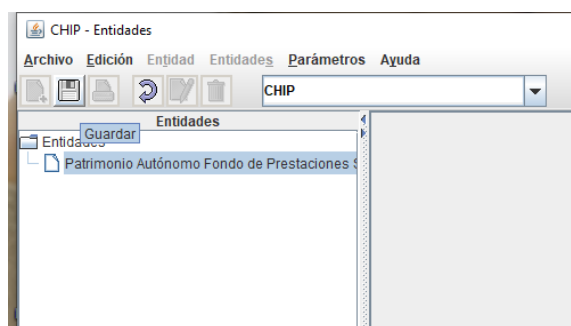 CHIP - Entidades
Archivo Edición Entidad Entidades Parámetros Ayuda
CHIP
Entidades
Guardar
Entidades
Patrimonio Autónomo Fondo de Prestaciones S